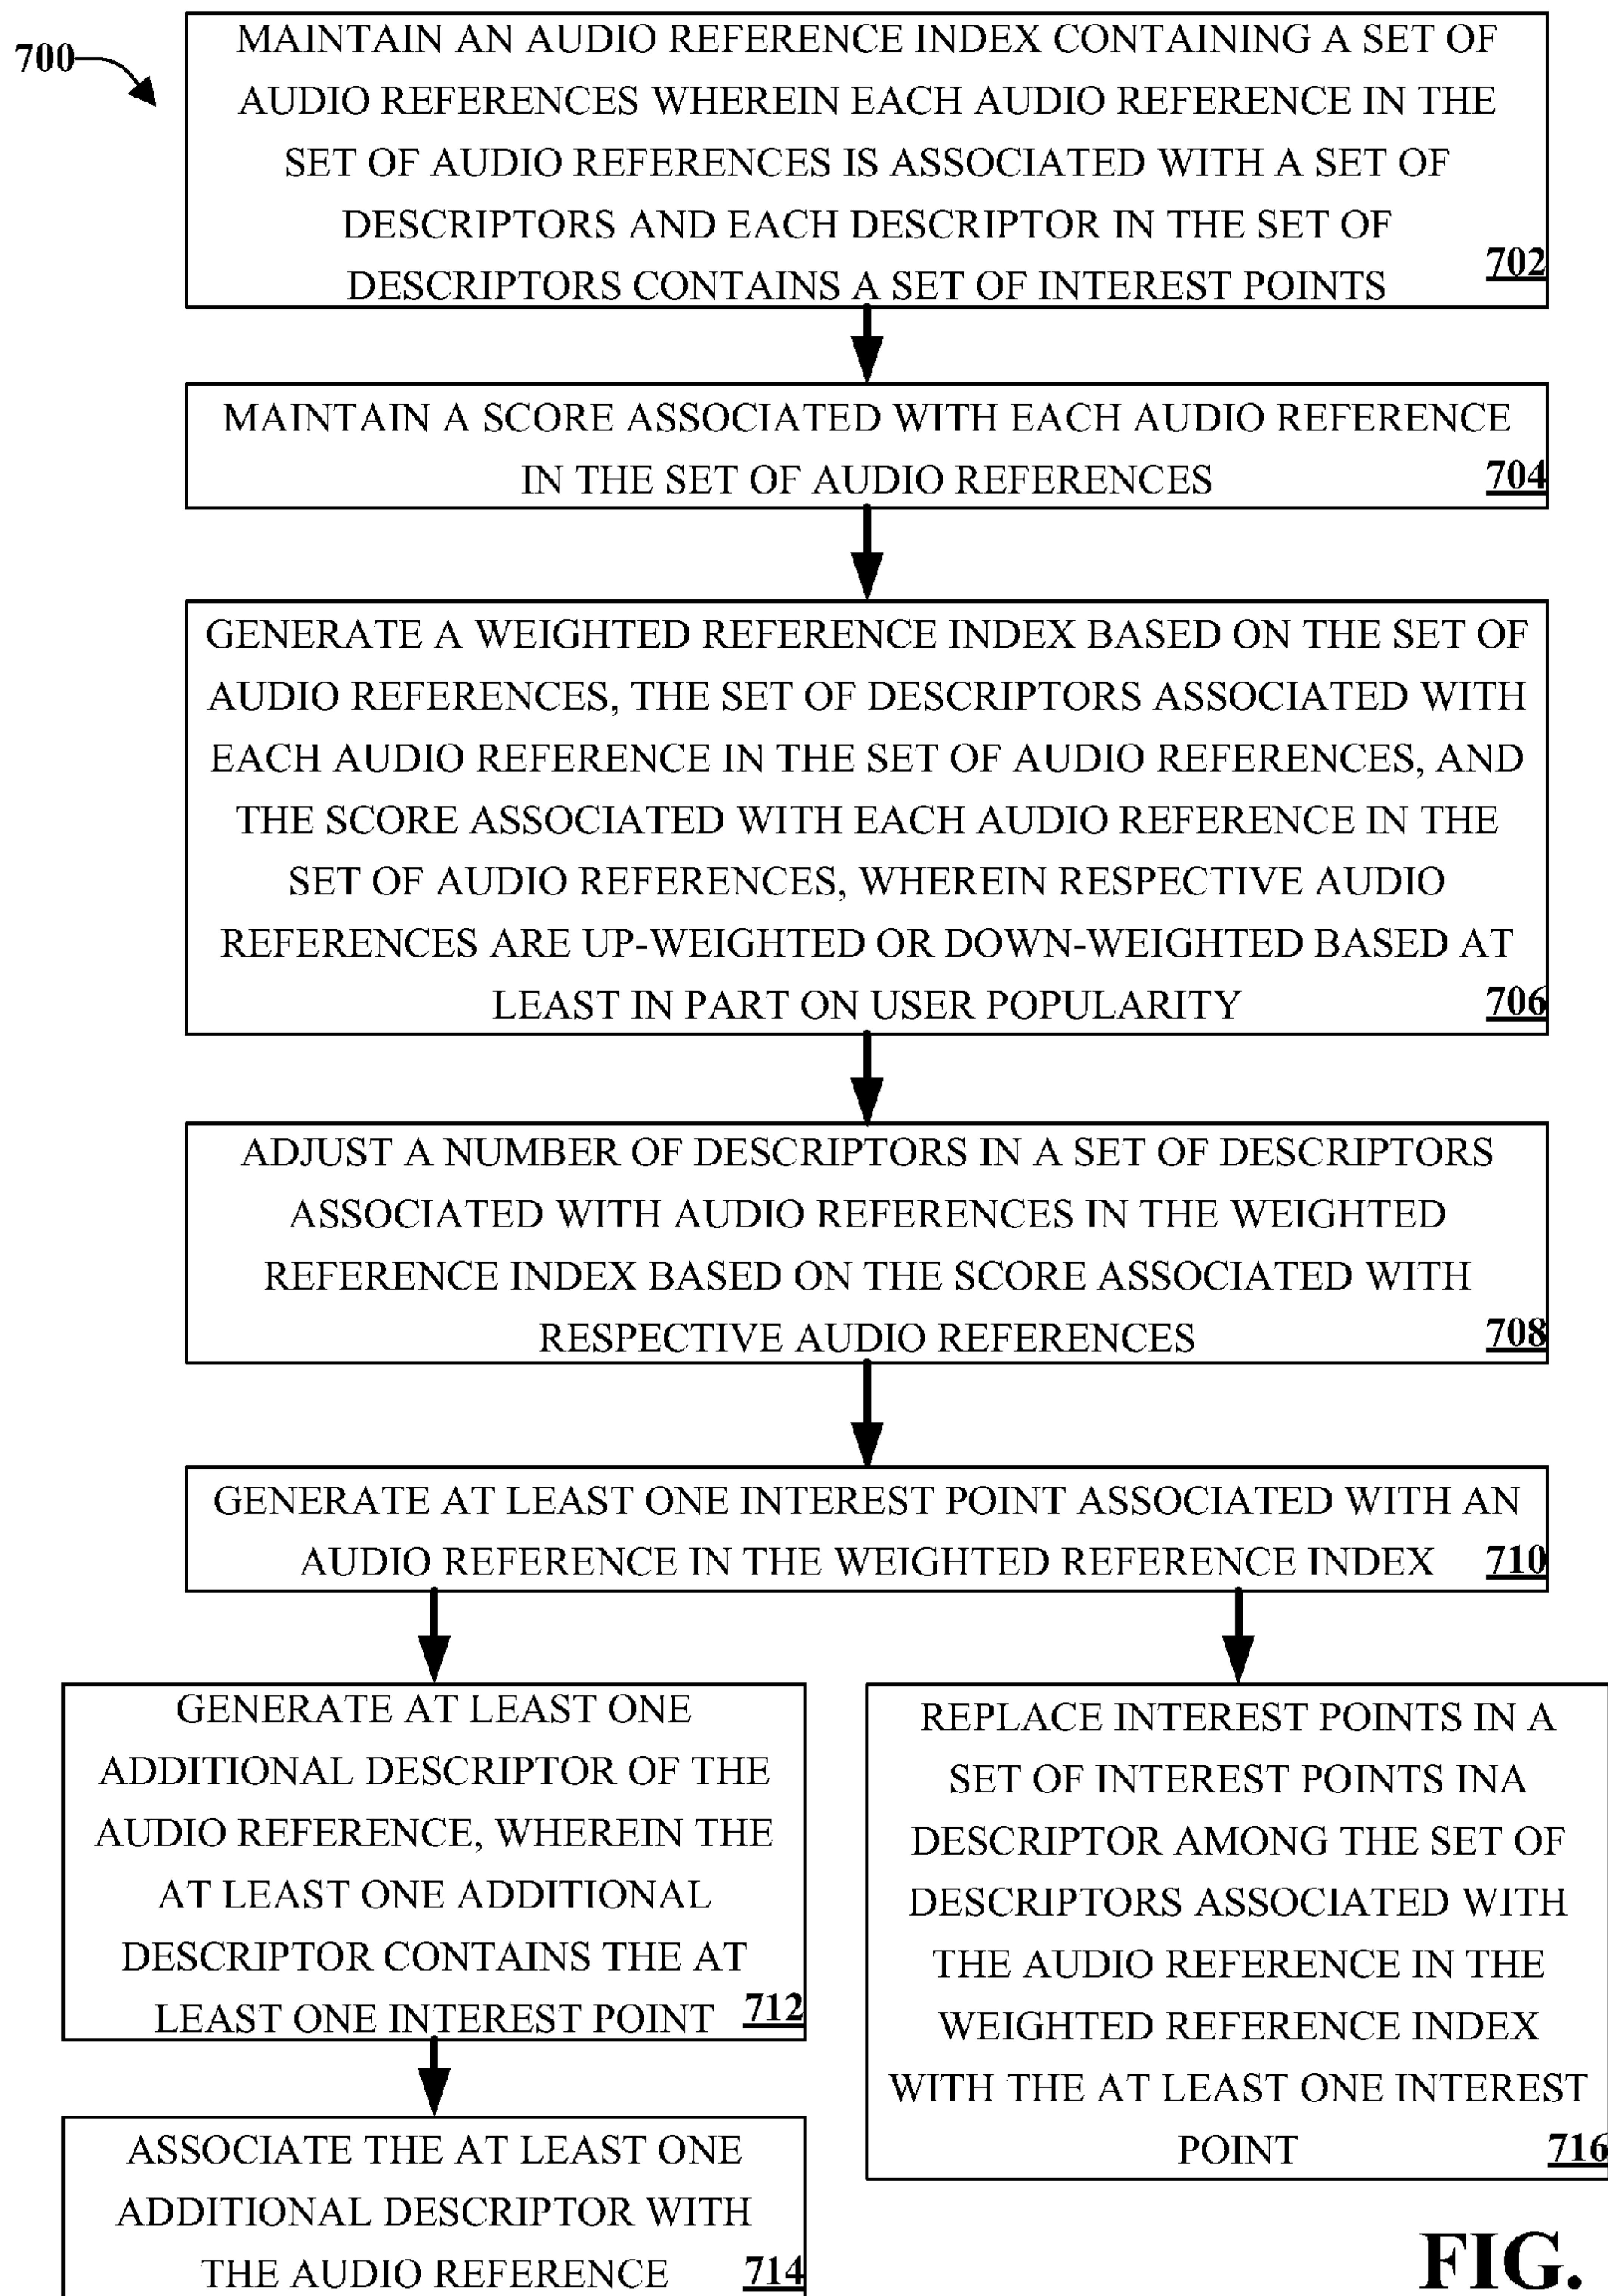 700
MAINTAIN AN AUDIO REFERENCE INDEX CONTAINING A SET OF
AUDIO REFERENCES WHEREIN EACH AUDIO REFERENCE IN THE
SET OF AUDIO REFERENCES IS ASSOCIATED WITH A SET OF
DESCRIPTORS AND EACH DESCRIPTOR IN THE SET OF
DESCRIPTORS CONTAINS A SET OF INTEREST POINTS
702
MAINTAIN A SCORE ASSOCIATED WITH EACH AUDIO REFERENCE
IN THE SET OF AUDIO REFERENCES
704
GENERATE A WEIGHTED REFERENCE INDEX BASED ON THE SET OF
AUDIO REFERENCES, THE SET OF DESCRIPTORS ASSOCIATED WITH
EACH AUDIO REFERENCE IN THE SET OF AUDIO REFERENCES, AND
THE SCORE ASSOCIATED WITH EACH AUDIO REFERENCE IN THE
SET OF AUDIO REFERENCES, WHEREIN RESPECTIVE AUDIO
REFERENCES ARE UP-WEIGHTED OR DOWN-WEIGHTED BASED AT
LEAST IN PART ON USER POPULARITY
706
ADJUST A NUMBER OF DESCRIPTORS IN A SET OF DESCRIPTORS
ASSOCIATED WITH AUDIO REFERENCES IN THE WEIGHTED
REFERENCE INDEX BASED ON THE SCORE ASSOCIATED WITH
RESPECTIVE AUDIO REFERENCES
708
GENERATE AT LEAST ONE INTEREST POINT ASSOCIATED WITH AN
AUDIO REFERENCE IN THE WEIGHTED REFERENCE INDEX
710
GENERATE AT LEAST ONE
ADDITIONAL DESCRIPTOR OF THE
AUDIO REFERENCE, WHEREIN THE
AT LEAST ONE ADDITIONAL
DESCRIPTOR CONTAINS THE AT
LEAST ONE INTEREST POINT
712
ASSOCIATE THE AT LEAST ONE
ADDITIONAL DESCRIPTOR WITH
THE AUDIO REFERENCE
714
REPLACE INTEREST POINTS IN A
SET OF INTEREST POINTS INA
DESCRIPTOR AMONG THE SET OF
DESCRIPTORS ASSOCIATED WITH
THE AUDIO REFERENCE IN THE
WEIGHTED REFERENCE INDEX
WITH THE AT LEAST ONE INTEREST
POINT
716
FIG.